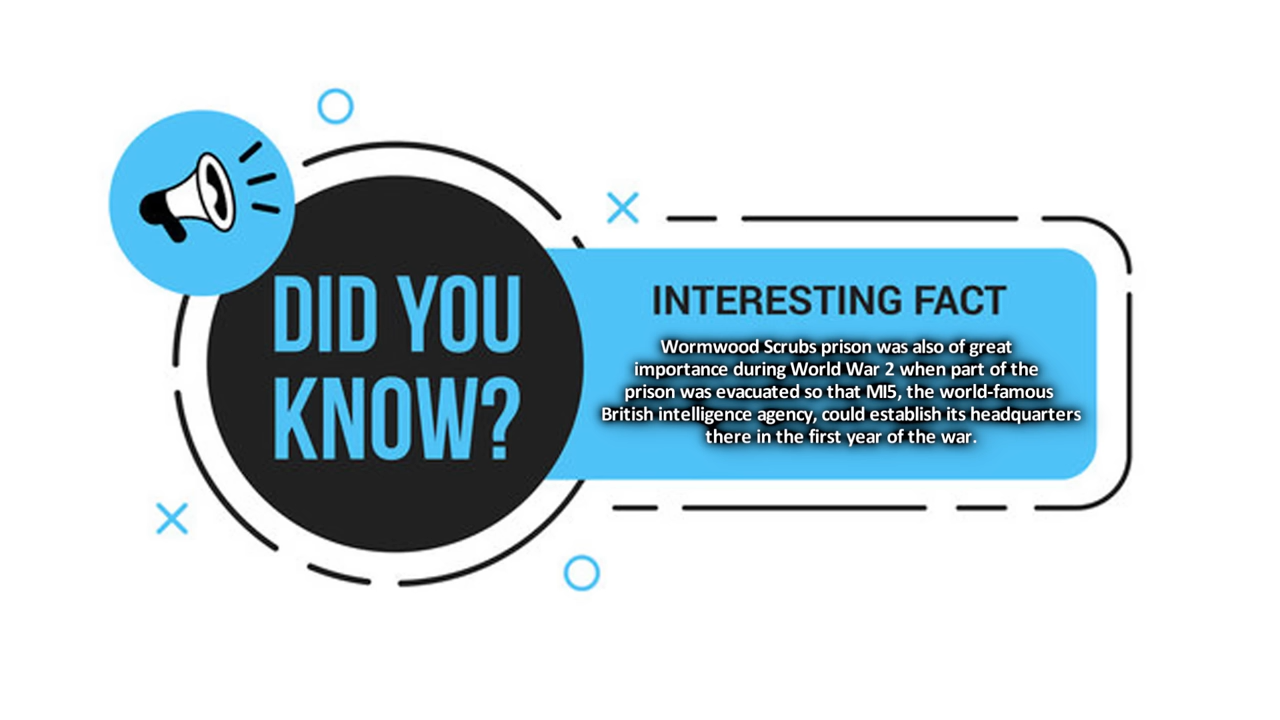 DID YOU
KNOW?
INTERESTING FACT
Wormwood Scrubs prison was also of great
importance during World War 2 when part of the
prison was evacuated so that MI5, the world-famous
British intelligence agency, could establish its headquarters
there in the first year of the war.